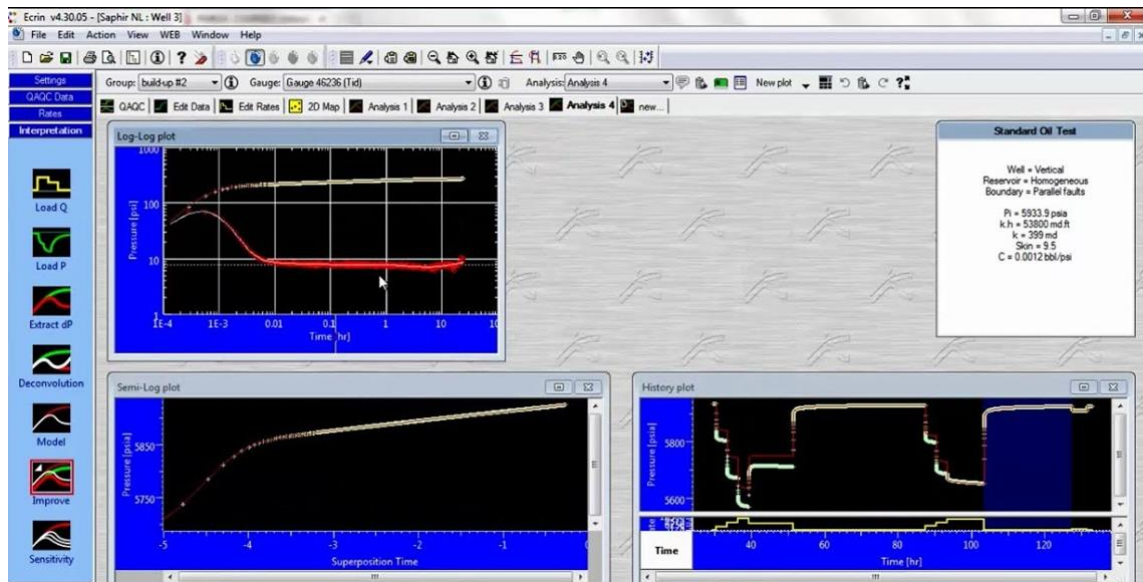 Ecrin v4.30.05 - [Saphir NL : Well 3]
File Edit Action View WEB Window Help
Settings
QAQC Data
Rates
Interpretation
Load Q
Load P
Extract dP
Deconvolution
Model
Improve
Sensitivity
Group: build-up #2 Gauge: Gauge 46236 (Tid) Analysis: Analysis 4 New plot
QAQC Edit Data Edit Rates 2D Map Analysis 1 Analysis 2 Analysis 3 Analysis 4 new...
Log-Log plot
Pressure [psi]
1000
100
10
1
1E-4 1E-3 0.01 0.1 1 10
Time [hr]
Standard Oil Test
Well = Vertical
Reservoir = Homogeneous
Boundary = Parallel faults
Pi = 5933.9 psia
k.h = 53800 md.ft
k = 399 md
Skin = 9.5
C = 0.0012 bbl/psi
Semi-Log plot
Pressure [psia]
5850
5750
-5 -4 -3 -2 -1
Superposition Time
History plot
Pressure [psia]
5800
5600
Time
40 60 80 100 120
Time [hr]